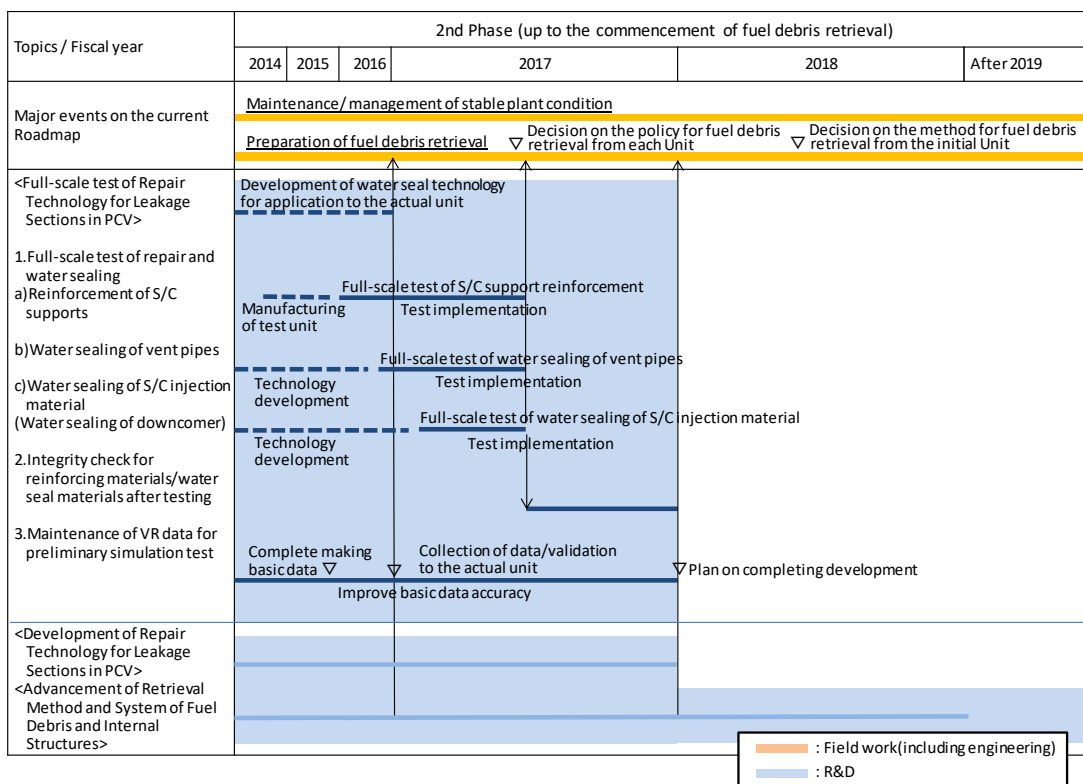 Topics / Fiscal year
2nd Phase (up to the commencement of fuel debris retrieval)
2014
2015
2016
2017
2018
After 2019
Major events on the current
Roadmap
Maintenance/ management of stable plant condition
Preparation of fuel debris retrieval
▽ Decision on the policy for fuel debris
retrieval from each Unit
▽ Decision on the method for fuel debris
retrieval from the initial Unit
<Full-scale test of Repair
Technology for Leakage
Sections in PCV>
Development of water seal technology
for application to the actual unit
1.Full-scale test of repair and
water sealing
a)Reinforcement of S/C
supports
Full-scale test of S/C support reinforcement
Manufacturing
of test unit
Test implementation
b)Water sealing of vent pipes
Full-scale test of water sealing of vent pipes
Technology
development
Test implementation
c)Water sealing of S/C injection
material
(Water sealing of downcomer)
Full-scale test of water sealing of S/C injection material
Technology
development
Test implementation
2.Integrity check for
reinforcing materials/water
seal materials after testing
3.Maintenance of VR data for
preliminary simulation test
Complete making
basic data ▽
▽
Collection of data/validation
to the actual unit
▽ Plan on completing development
Improve basic data accuracy
<Development of Repair
Technology for Leakage
Sections in PCV>
<Advancement of Retrieval
Method and System of Fuel
Debris and Internal
Structures>
: Field work(including engineering)
: R&D